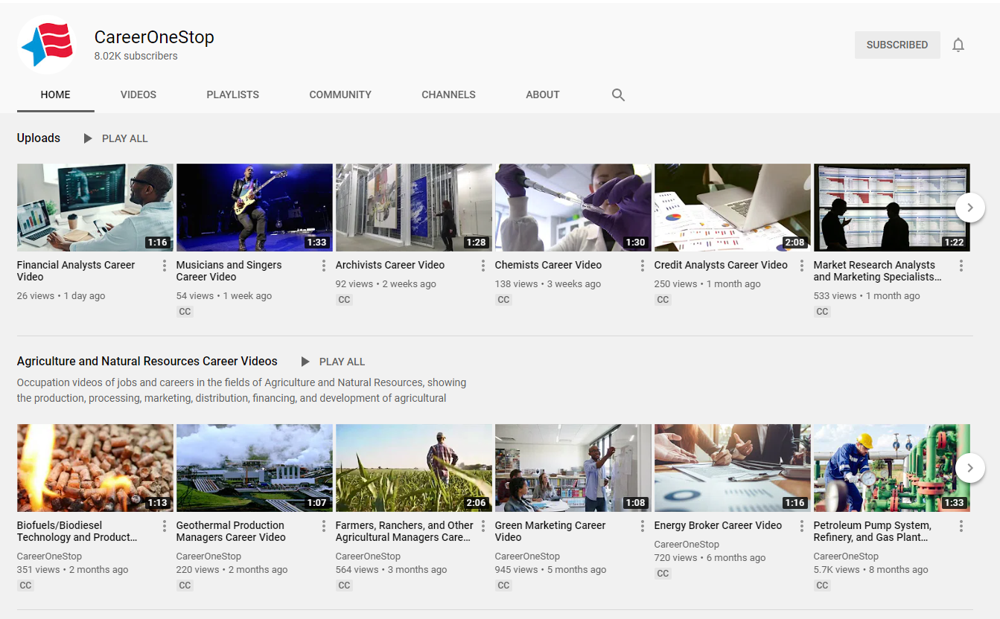 CareerOneStop
8.02K subscribers
SUBSCRIBED
HOME VIDEOS PLAYLISTS COMMUNITY CHANNELS ABOUT
Uploads PLAY ALL
1:16 1:33 1:28 1:30 2:08 1:22
Financial Analysts Career Video
26 views • 1 day ago
Musicians and Singers Career Video
54 views • 1 week ago
CC
Archivists Career Video
92 views • 2 weeks ago
CC
Chemists Career Video
138 views • 3 weeks ago
CC
Credit Analysts Career Video
250 views • 1 month ago
CC
Market Research Analysts and Marketing Specialists...
533 views • 1 month ago
CC
Agriculture and Natural Resources Career Videos PLAY ALL
Occupation videos of jobs and careers in the fields of Agriculture and Natural Resources, showing
the production, processing, marketing, distribution, financing, and development of agricultural
1:13 1:07 2:06 1:08 1:16 1:33
Biofuels/Biodiesel
Technology and Product...
CareerOneStop
351 views • 2 months ago
CC
Geothermal Production
Managers Career Video
CareerOneStop
220 views • 2 months ago
CC
Farmers, Ranchers, and Other
Agricultural Managers Care...
CareerOneStop
564 views • 3 months ago
CC
Green Marketing Career
Video
CareerOneStop
945 views • 5 months ago
CC
Energy Broker Career Video
CareerOneStop
720 views • 6 months ago
CC
Petroleum Pump System,
Refinery, and Gas Plant...
CareerOneStop
5.7K views • 8 months ago
CC